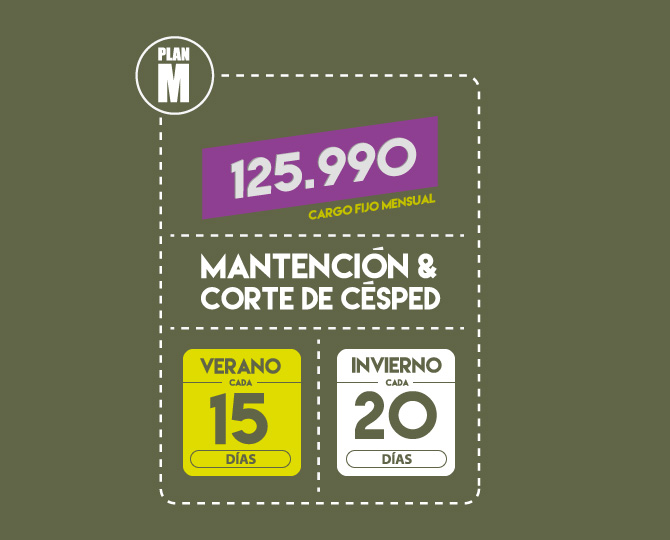 PLAN
M
125.990
CARGO FIJO MENSUAL
MANTENCIÓN &
CORTE DE CÉSPED
VERANO
CADA
15
DÍAS
INVIERNO
CADA
20
DÍAS